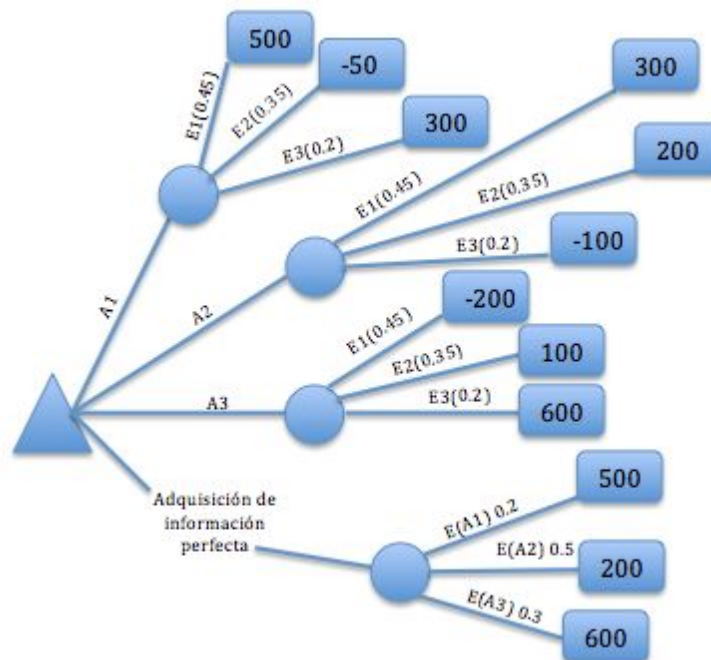 500
-50
300
E1(0.45)
E2(0.35)
E3(0.2)
A1
300
200
-100
E1(0.45)
E2(0.35)
E3(0.2)
A2
-200
100
600
E1(0.45)
E2(0.35)
E3(0.2)
A3
Adquisición de
información
perfecta
500
200
600
E(A1) 0.2
E(A2) 0.5
E(A3) 0.3